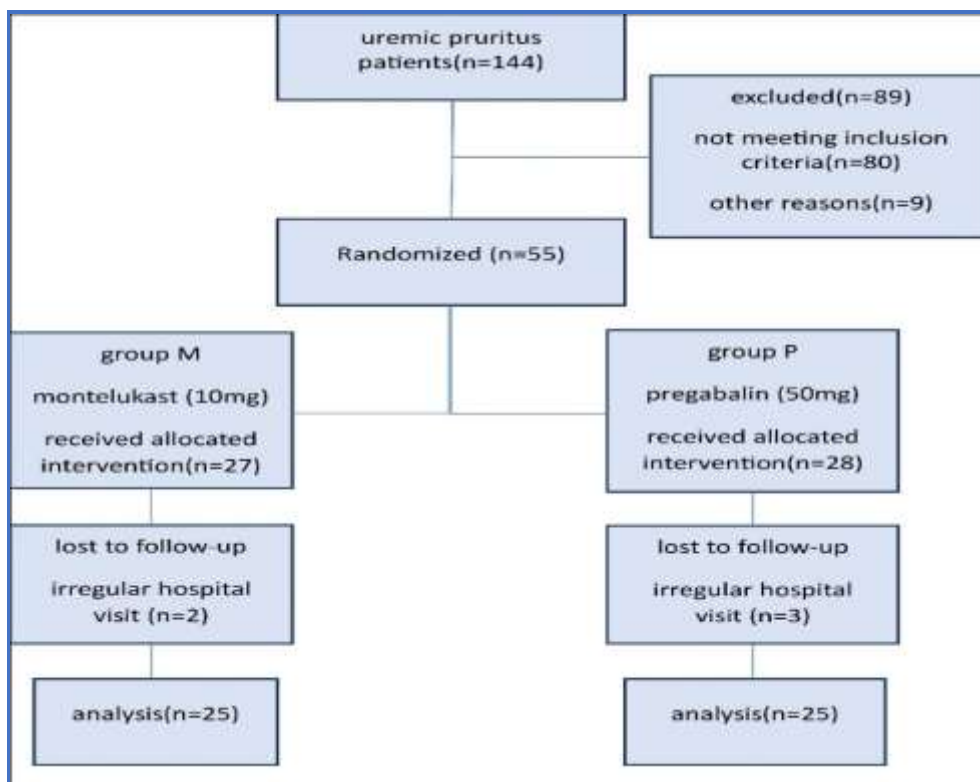 uremic pruritus
patients(n=144)
excluded(n=89)
not meeting inclusion
criteria(n=80)
other reasons(n=9)
Randomized (n=55)
group M
montelukast (10mg)
received allocated
intervention(n=27)
group P
pregabalin (50mg)
received allocated
intervention(n=28)
lost to follow-up
irregular hospital
visit (n=2)
lost to follow-up
irregular hospital
visit (n=3)
analysis(n=25)
analysis(n=25)